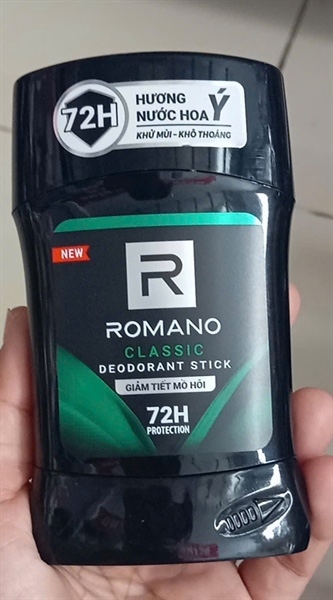 72H
HƯƠNG
NƯỚC HOA Ý
KHỬ MÙI - KHÔ THOÁNG
NEW
R
ROMANO
CLASSIC
DEODORANT STICK
GIẢM TIẾT MỒ HÔI
72H
PROTECTION